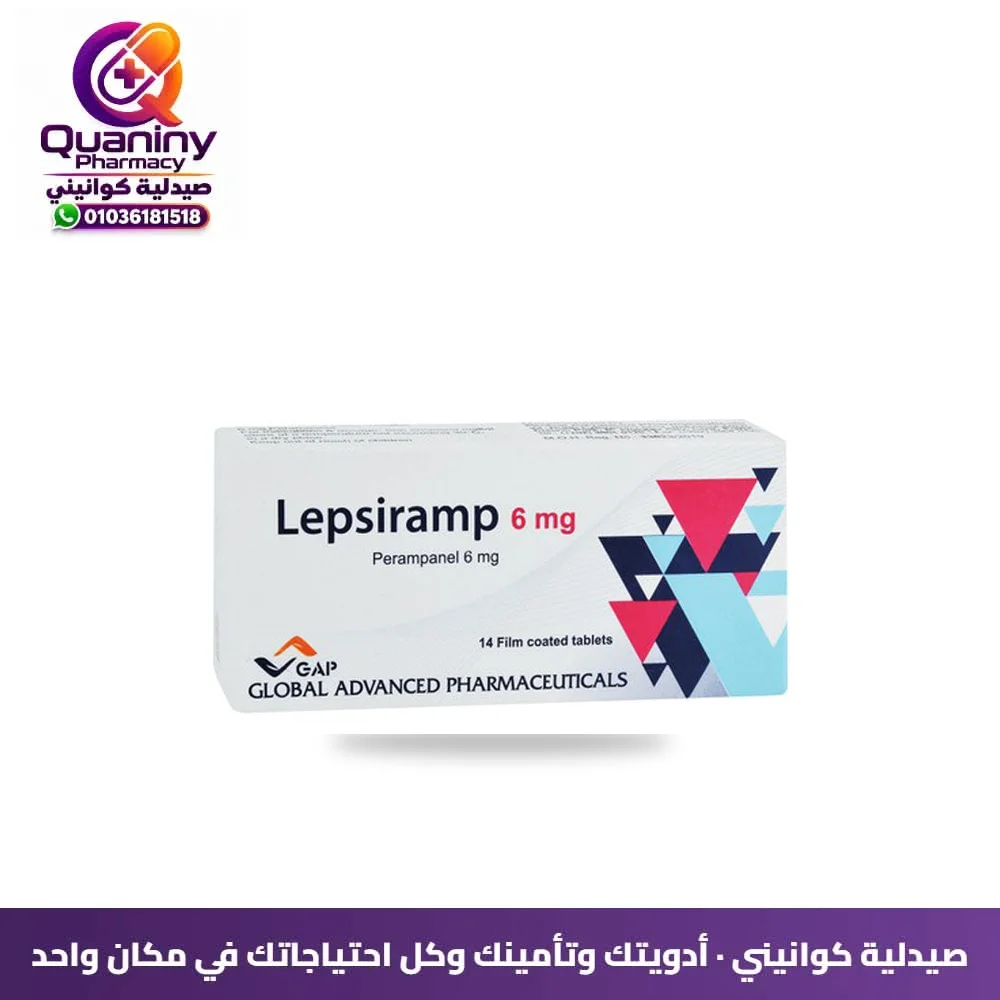 Quaniny
Pharmacy
صيدلية كوانيني
01036181518
Lepsiramp 6 mg
Perampanel 6 mg
14 Film coated tablets
GAP
GLOBAL ADVANCED PHARMACEUTICALS
صيدلية كوانيني · أدويتك وتأمينك وكل احتياجاتك في مكان واحد